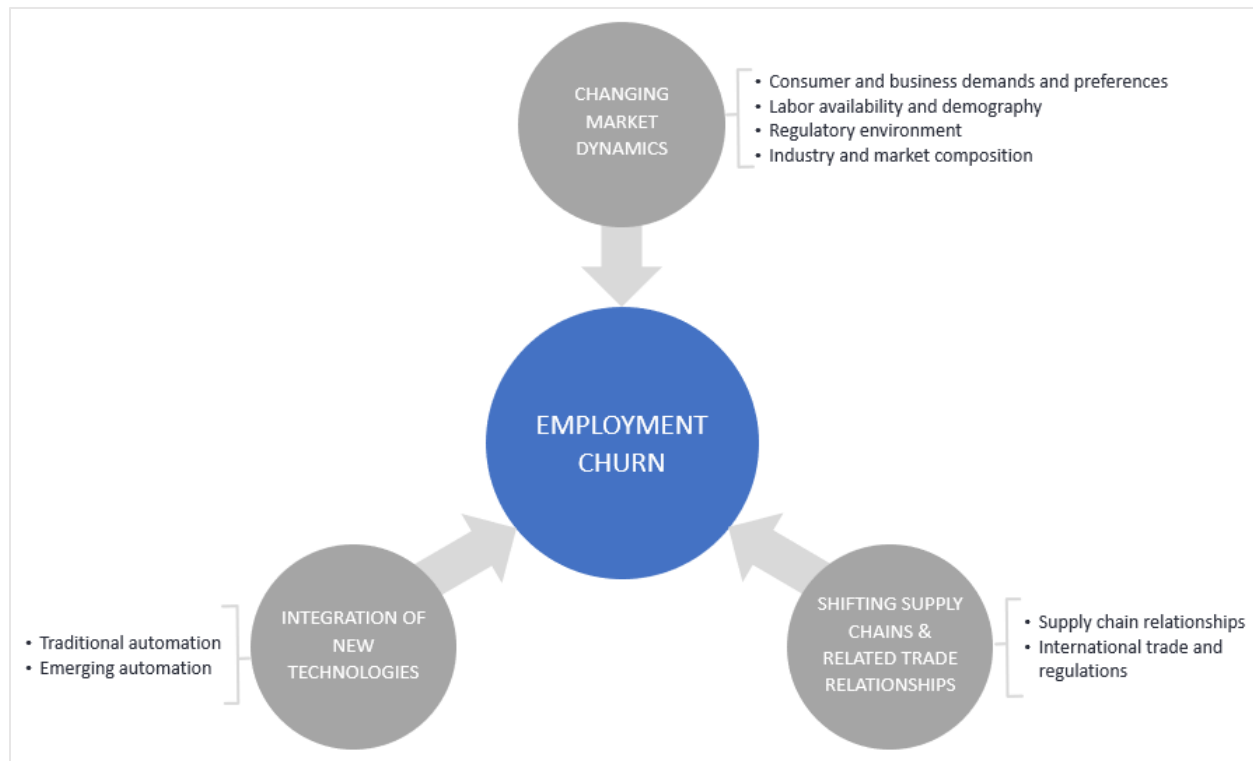 CHANGING
MARKET
DYNAMICS
• Consumer and business demands and preferences
• Labor availability and demography
• Regulatory environment
• Industry and market composition
EMPLOYMENT
CHURN
INTEGRATION OF
NEW
TECHNOLOGIES
• Traditional automation
• Emerging automation
SHIFTING SUPPLY
CHAINS &
RELATED TRADE
RELATIONSHIPS
• Supply chain relationships
• International trade and
regulations